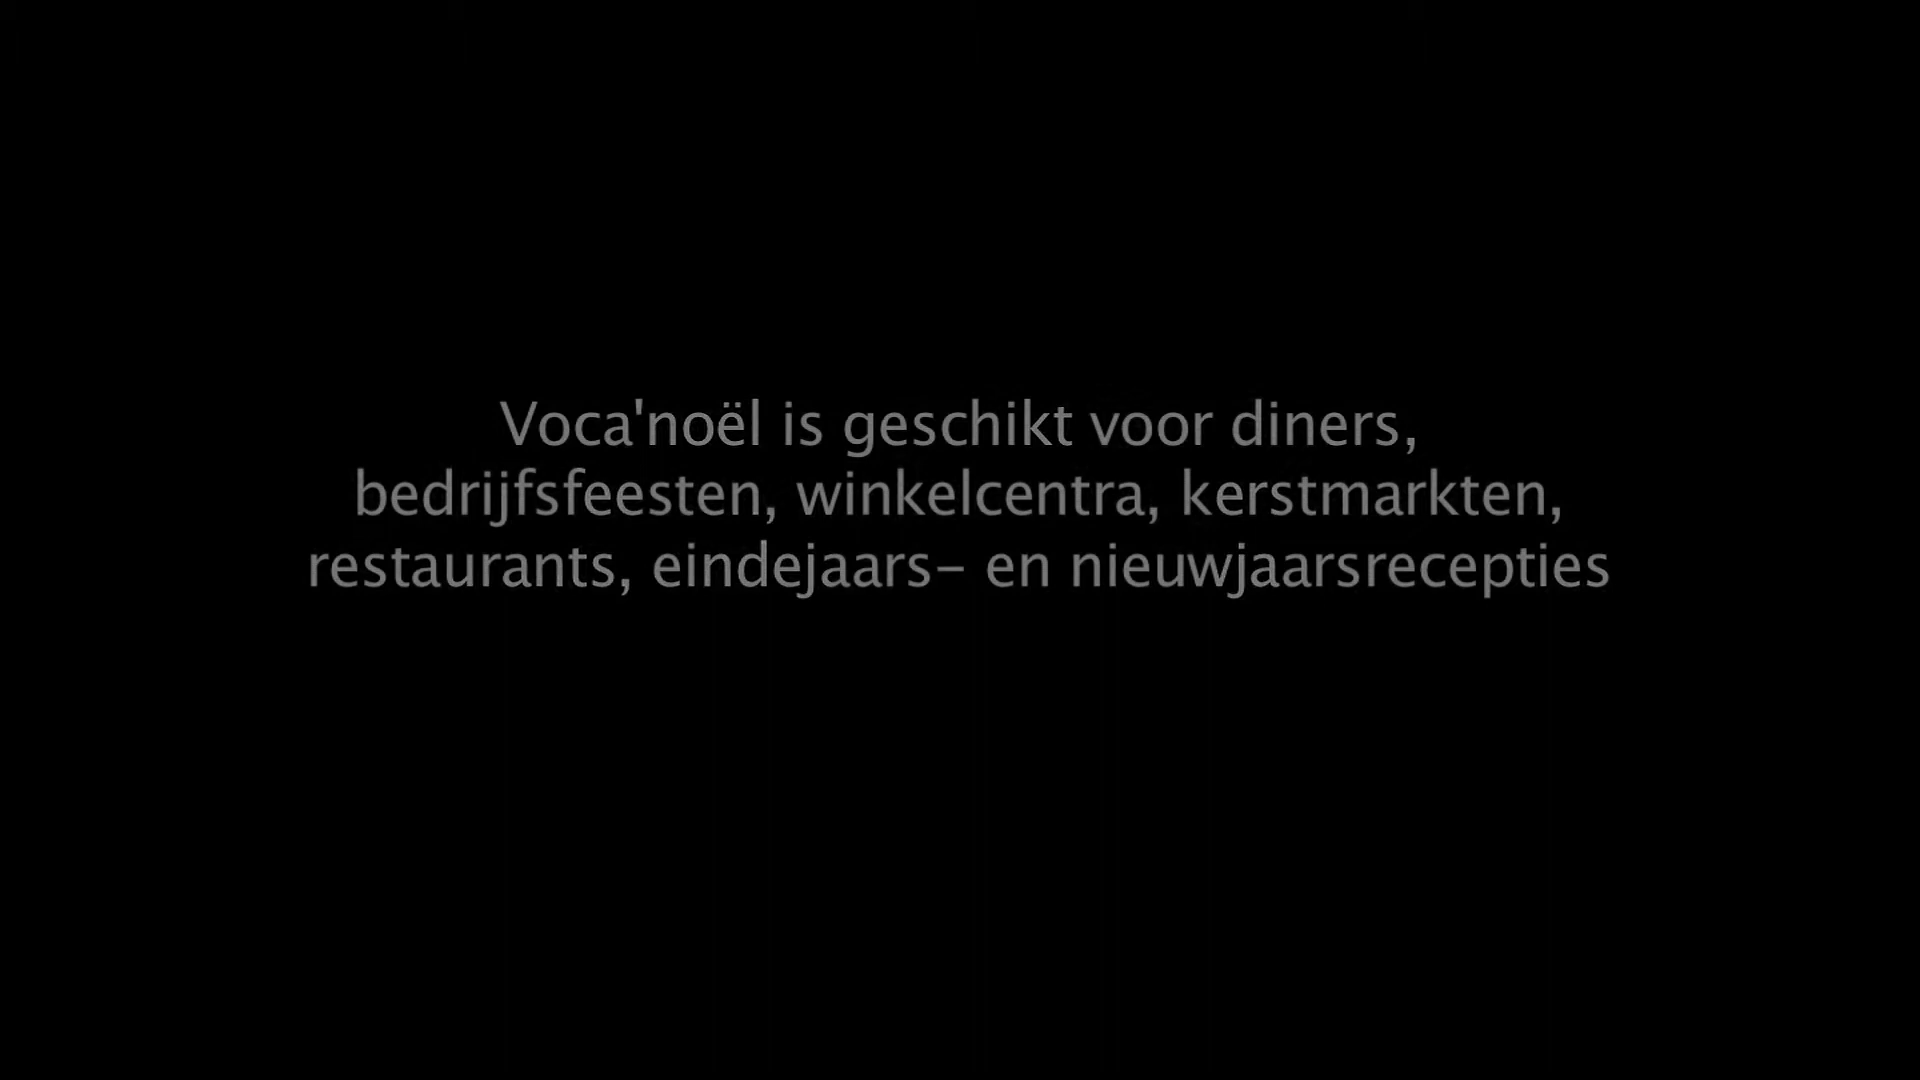 Voca'noël is geschikt voor diners,
bedrijfsfeesten, winkelcentra, kerstmarkten,
restaurants, eindejaars- en nieuwjaarsrecepties